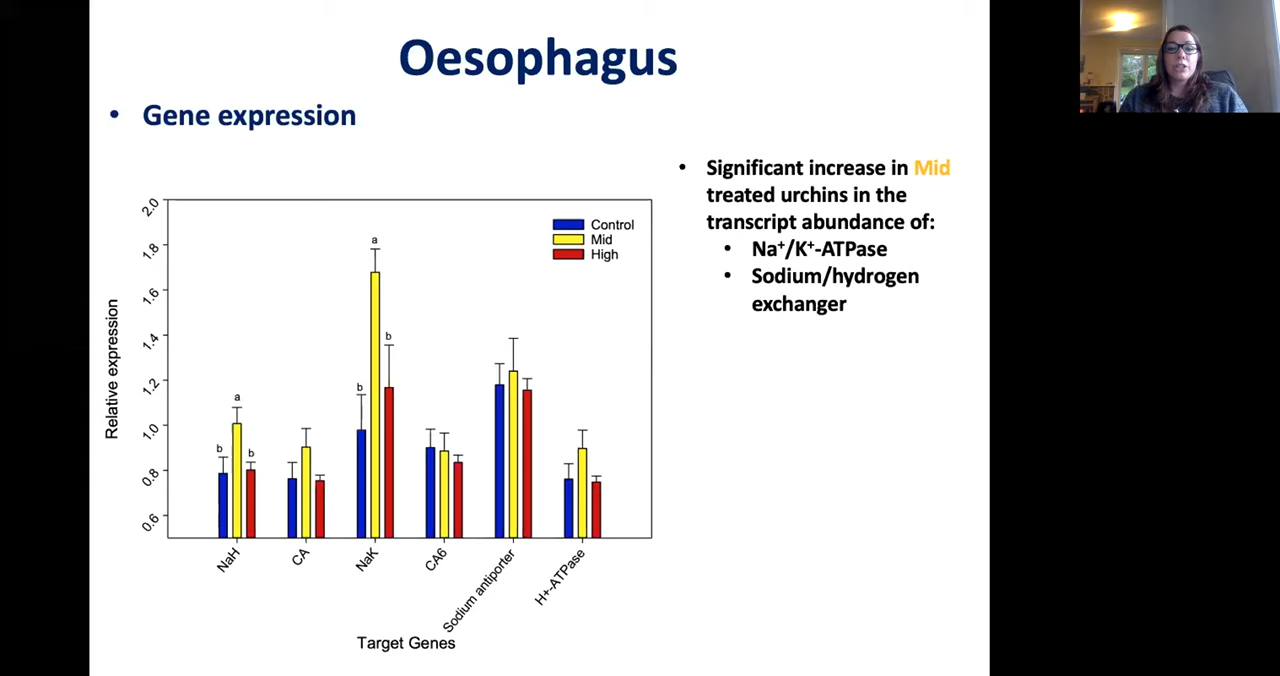 Oesophagus
• Gene expression
• Significant increase in Mid
treated urchins in the
transcript abundance of:
• Na⁺/K⁺-ATPase
• Sodium/hydrogen
exchanger
Control
Mid
High
Relative expression
2.0
1.8
1.6
1.4
1.2
1.0
0.8
0.6
b
a
b
b
a
b
NaH
CA
NaK
CA6
Sodium antiporter
H+-ATPase
Target Genes